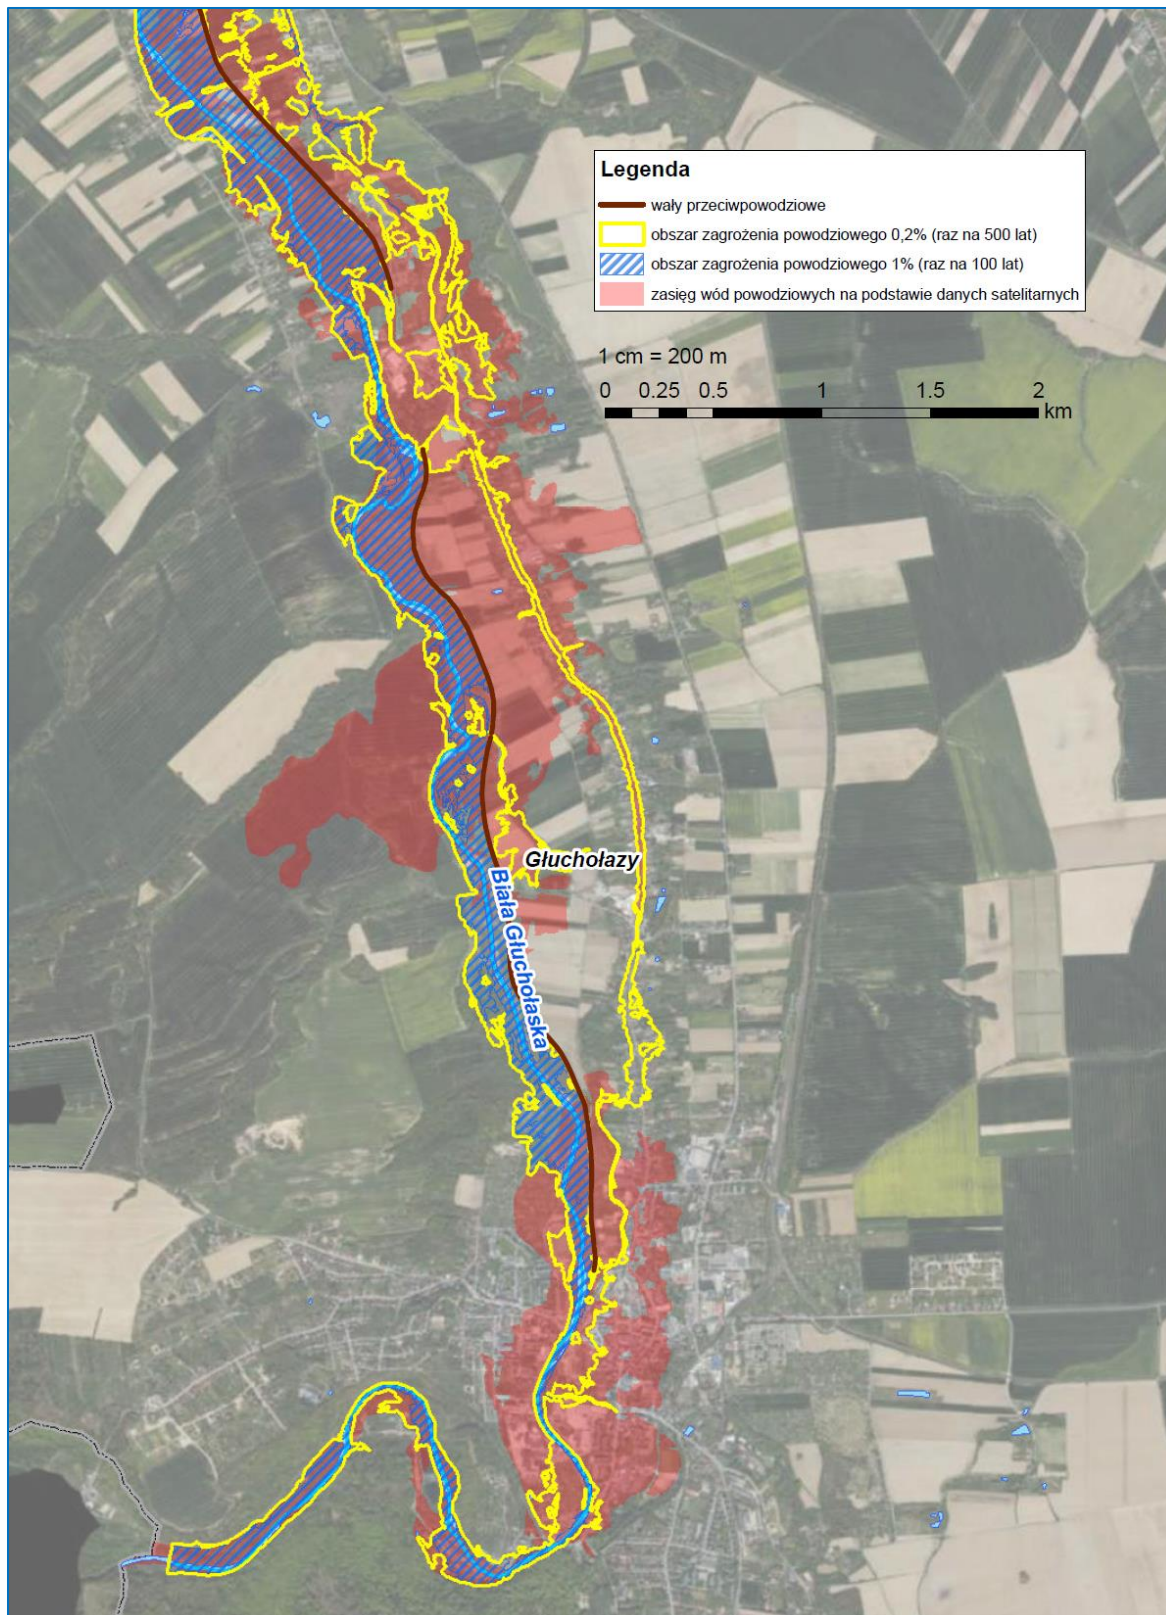 Legenda
wały przeciwpowodziowe
obszar zagrożenia powodziowego 0,2% (raz na 500 lat)
obszar zagrożenia powodziowego 1% (raz na 100 lat)
zasięg wód powodziowych na podstawie danych satelitarnych
1 cm = 200 m
0 0.25 0.5 1 1.5 2
km
Głuchołazy
Biała Głuchołaska